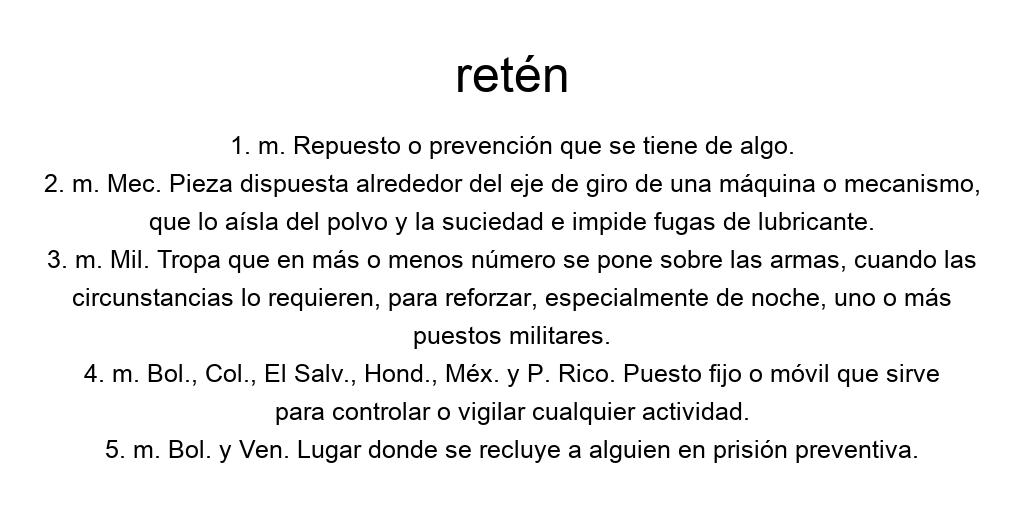 retén
1. m. Repuesto o prevención que se tiene de algo.
2. m. Mec. Pieza dispuesta alrededor del eje de giro de una máquina o mecanismo,
que lo aísla del polvo y la suciedad e impide fugas de lubricante.
3. m. Mil. Tropa que en más o menos número se pone sobre las armas, cuando las
circunstancias lo requieren, para reforzar, especialmente de noche, uno o más
puestos militares.
4. m. Bol., Col., El Salv., Hond., Méx. y P. Rico. Puesto fijo o móvil que sirve
para controlar o vigilar cualquier actividad.
5. m. Bol. y Ven. Lugar donde se recluye a alguien en prisión preventiva.